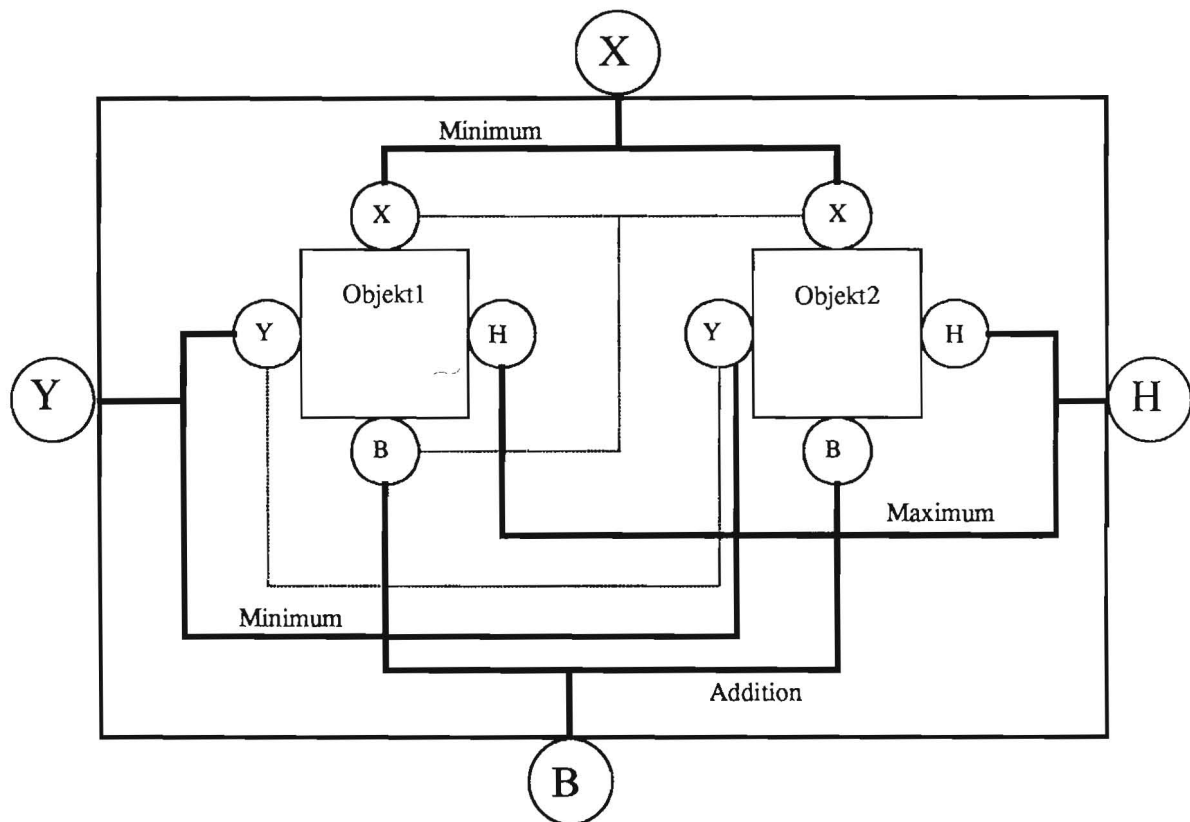 X
Minimum
X
X
Objekt1
Objekt2
Y
H
Y
H
Y
H
B
B
Maximum
Minimum
Addition
B